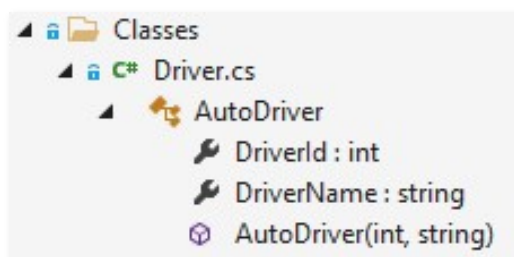 Classes
C# Driver.cs
AutoDriver
DriverId : int
DriverName : string
AutoDriver(int, string)